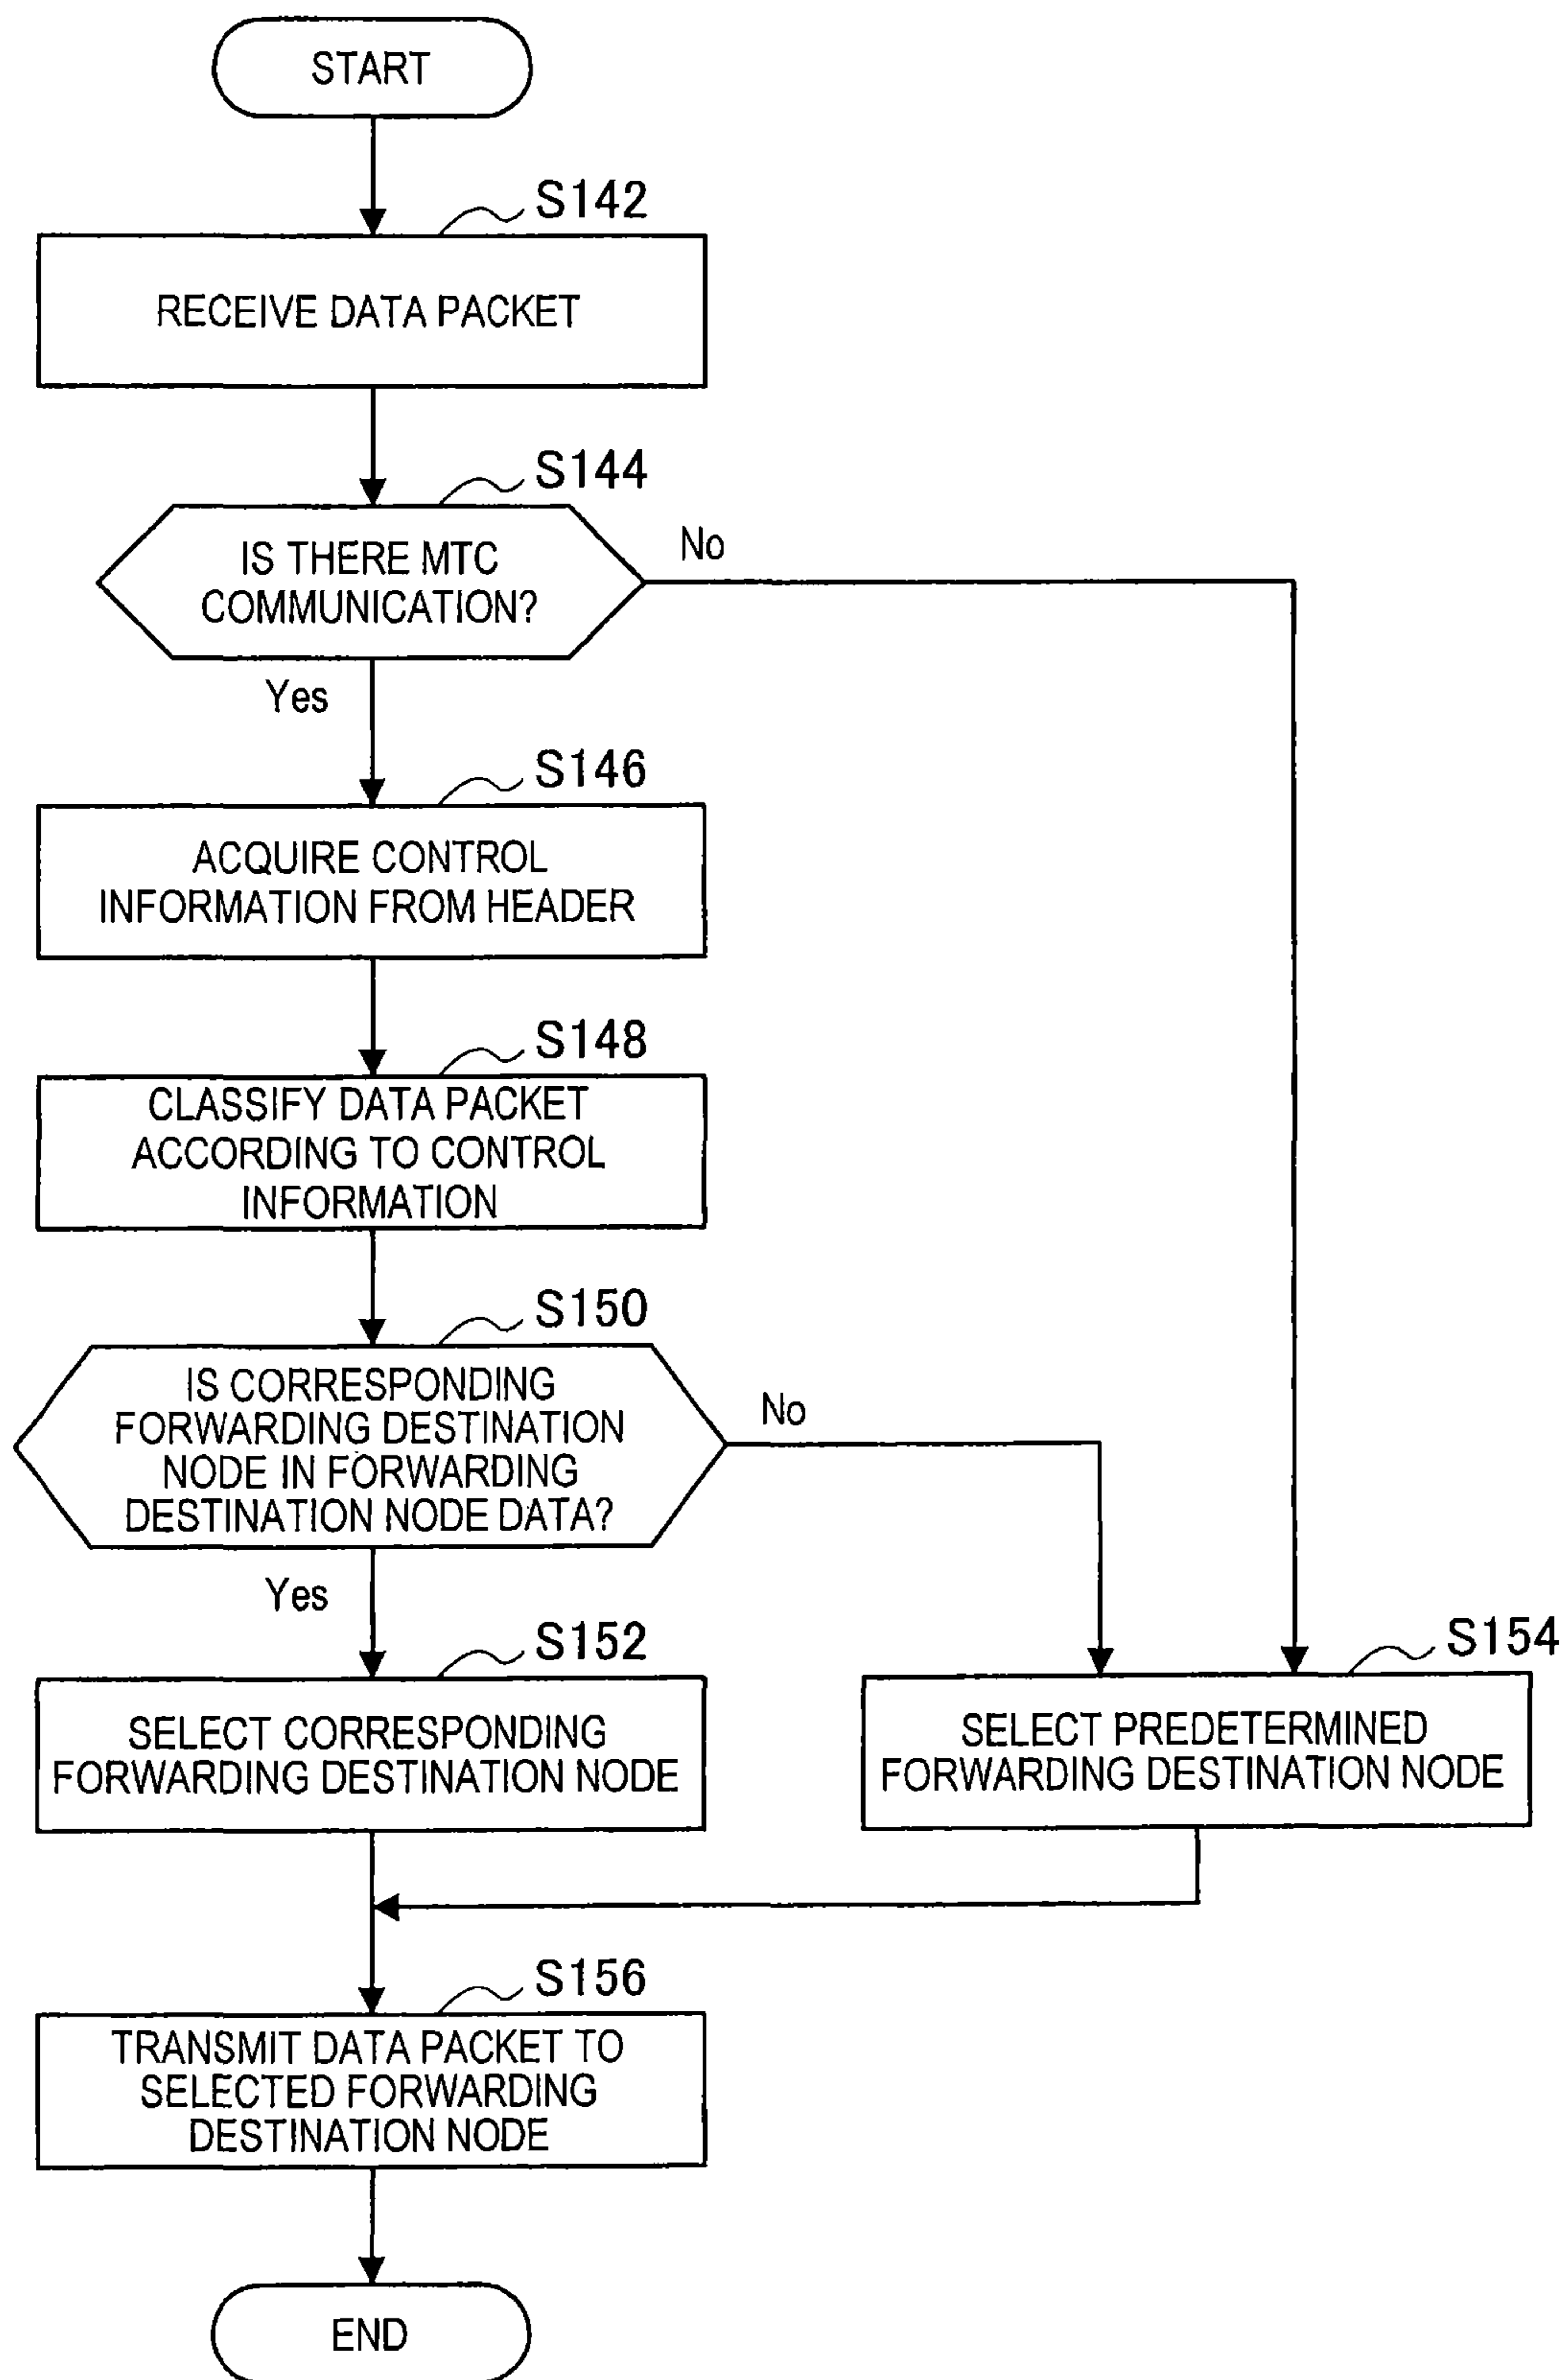 START
S142
RECEIVE DATA PACKET
S144
IS THERE MTC
COMMUNICATION?
No
Yes
S146
ACQUIRE CONTROL
INFORMATION FROM HEADER
S148
CLASSIFY DATA PACKET
ACCORDING TO CONTROL
INFORMATION
S150
IS CORRESPONDING
FORWARDING DESTINATION
NODE IN FORWARDING
DESTINATION NODE DATA?
No
Yes
S152
SELECT CORRESPONDING
FORWARDING DESTINATION NODE
S154
SELECT PREDETERMINED
FORWARDING DESTINATION NODE
S156
TRANSMIT DATA PACKET TO
SELECTED FORWARDING
DESTINATION NODE
END